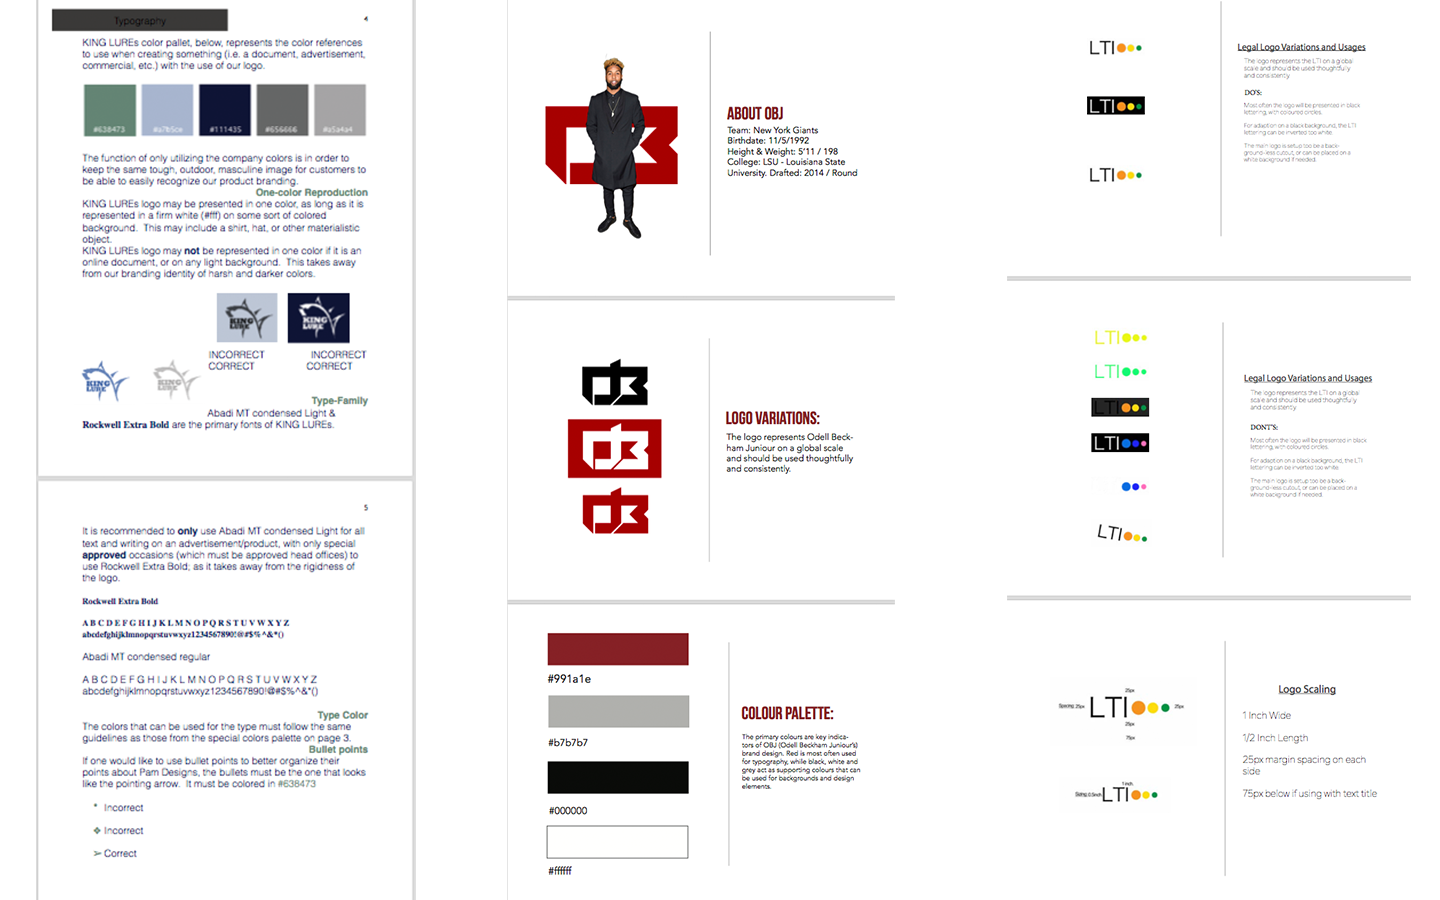 Typography
4
KING LUREs color pallet, below, represents the color references
to use when creating something (i.e. a document, advertisement,
commercial, etc.) with the use of our logo.
#638473
#a7b5ce
#111435
#656666
#a5a4a4
The function of only utilizing the company colors is in order to
keep the same tough, outdoor, masculine image for customers to
be able to easily recognize our product branding.
One-color Reproduction
KING LUREs logo may be presented in one color, as long as it is
represented in a firm white (#fff) on some sort of colored
background. This may include a shirt, hat, or other materialistic
object.
KING LUREs logo may not be represented in one color if it is an
online document, or on any light background. This takes away
from our branding identity of harsh and darker colors.
KING LURE
KING LURE
INCORRECT
INCORRECT
CORRECT
CORRECT
KING LURE
KING LURE
Type-Family
Abadi MT condensed Light &
Rockwell Extra Bold are the primary fonts of KING LUREs.
5
It is recommended to only use Abadi MT condensed Light for all
text and writing on an advertisement/product, with only special
approved occasions (which must be approved head offices) to
use Rockwell Extra Bold; as it takes away from the rigidness of
the logo.
Rockwell Extra Bold
A B C D E F G H I J K L M N O P Q R S T U V W X Y Z
abcdefghijklmnopqrstuvwxyz1234567890!@#$%^&*()
Abadi MT condensed regular
A B C D E F G H I J K L M N O P Q R S T U V W X Y Z
abcdefghijklmnopqrstuvwxyz1234567890!@#$%^&*()
Type Color
The colors that can be used for the type must follow the same
guidelines as those from the special colors palette on page 3.
Bullet points
If one would like to use bullet points to better organize their
points about Pam Designs, the bullets must be the one that looks
like the pointing arrow. It must be colored in #638473
* Incorrect
❖ Incorrect
➢ Correct
ABOUT OBJ
Team: New York Giants
Birthdate: 11/5/1992
Height & Weight: 5'11 / 198
College: LSU - Louisiana State
University. Drafted: 2014 / Round
LOGO VARIATIONS:
The logo represents Odell Beck-
ham Juniour on a global scale
and should be used thoughtfully
and consistently.
#991a1e
#b7b7b7
#000000
#ffffff
COLOUR PALETTE:
The primary colours are key indica-
tors of OBJ (Odell Beckham Juniour's)
brand design. Red is most often used
for typography, while black, white and
grey act as supporting colours that can
be used for backgrounds and design
elements.
LTI
LTI
LTI
Legal Logo Variations and Usages
The logo represents the LTI on a global
scale and should be used thoughtfully
and consistently
DO'S:
Most often the logo will be presented in black
lettering, with coloured circles.
For adaption on a black background, the LTI
lettering can be inverted too white.
The main logo is setup too be a back-
ground-less cutout, or can be placed on a
white background if needed.
LTI
LTI
LTI
LTI
LTI
Legal Logo Variations and Usages
The logo represents the LTI on a global
scale and should be used thoughtfully
and consistently
DONT'S:
Most often the logo will be presented in black
lettering, with coloured circles.
For adaption on a black background, the LTI
lettering can be inverted too white.
The main logo is setup too be a back-
ground-less cutout, or can be placed on a
white background if needed.
25px
Spacing: 25px
LTI
25px
25px
75px
1 inch
LTI
Logo Scaling
1 Inch Wide
1/2 Inch Length
25px margin spacing on each
side
75px below if using with text title